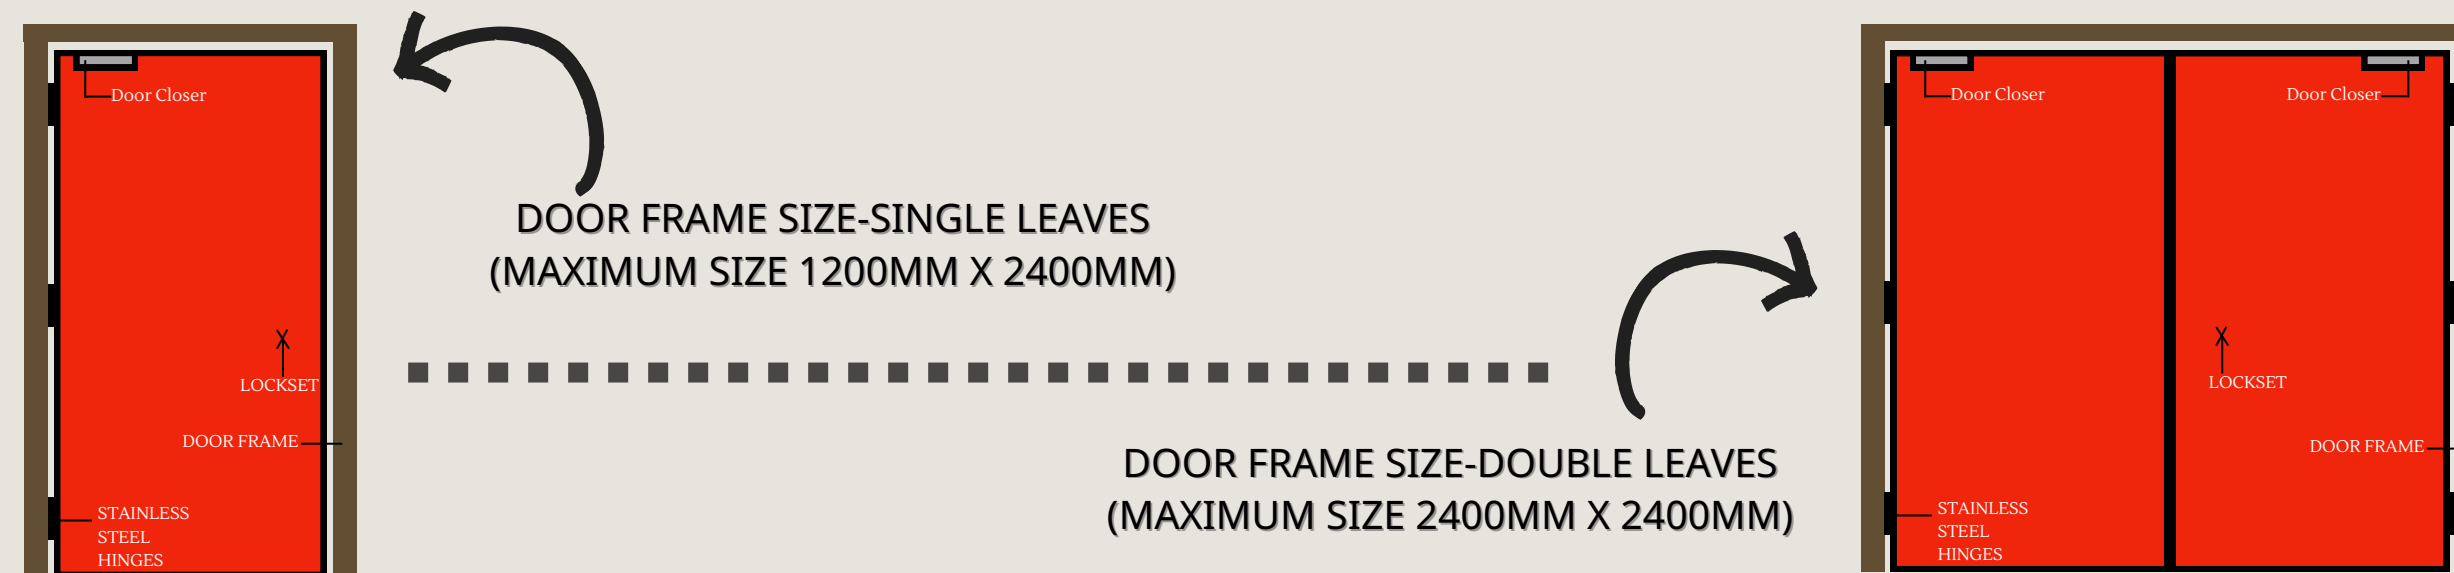 Door Closer
LOCKSET
DOOR FRAME
STAINLESS
STEEL
HINGES
DOOR FRAME SIZE-SINGLE LEAVES
(MAXIMUM SIZE 1200MM X 2400MM)
DOOR FRAME SIZE-DOUBLE LEAVES
(MAXIMUM SIZE 2400MM X 2400MM)
Door Closer
Door Closer
LOCKSET
DOOR FRAME
STAINLESS
STEEL
HINGES